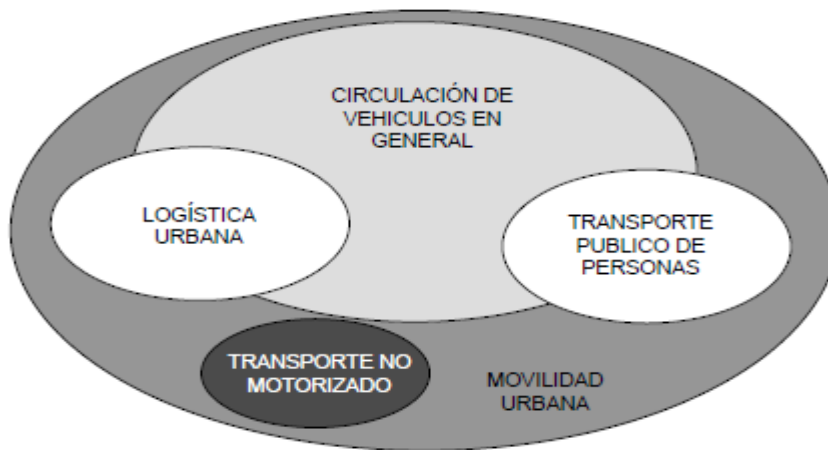 CIRCULACIÓN DE
VEHICULOS EN
GENERAL
LOGÍSTICA
URBANA
TRANSPORTE
PUBLICO DE
PERSONAS
TRANSPORTE NO
MOTORIZADO
MOVILIDAD
URBANA